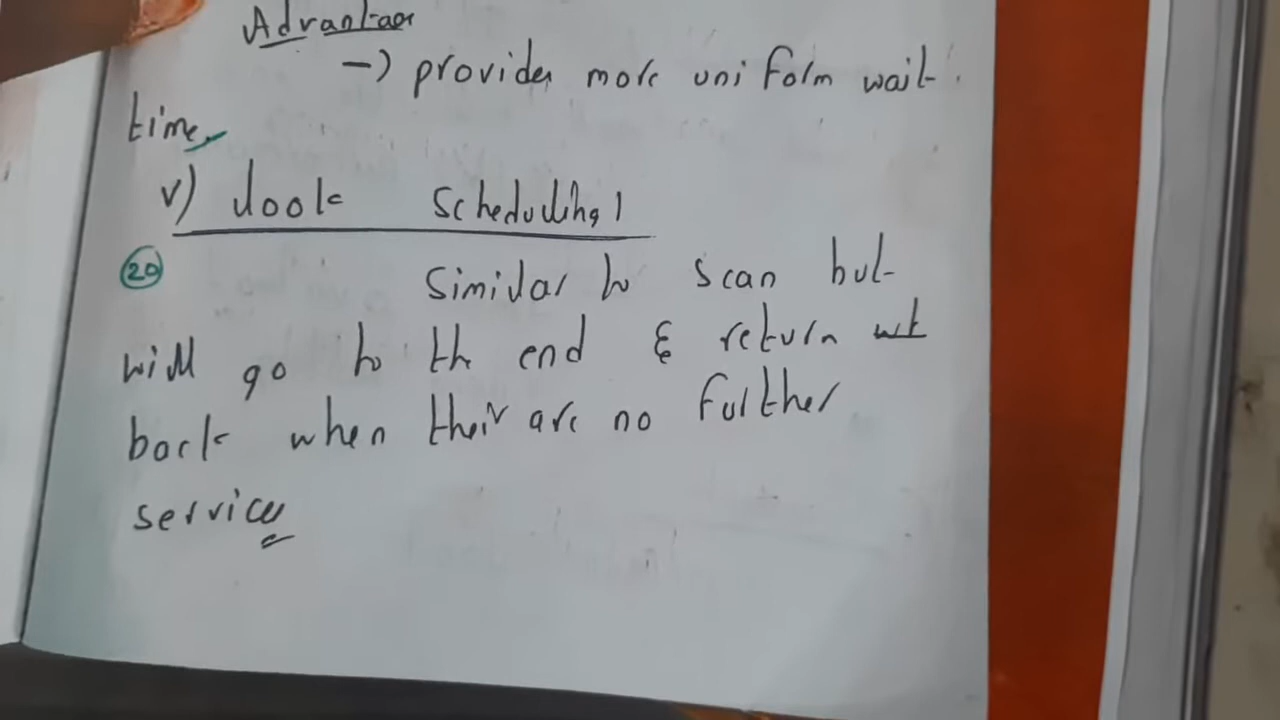 Advantage
→ provides more uniform wait
time
v) Look Scheduling
20
Similar to scan but
will go to the end & return
back when their are no further
service